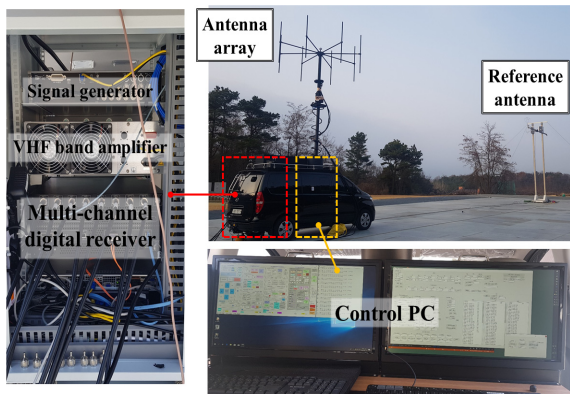 Signal generator
VHF band amplifier
Multi-channel
digital receiver
Antenna
array
Reference
antenna
Control PC